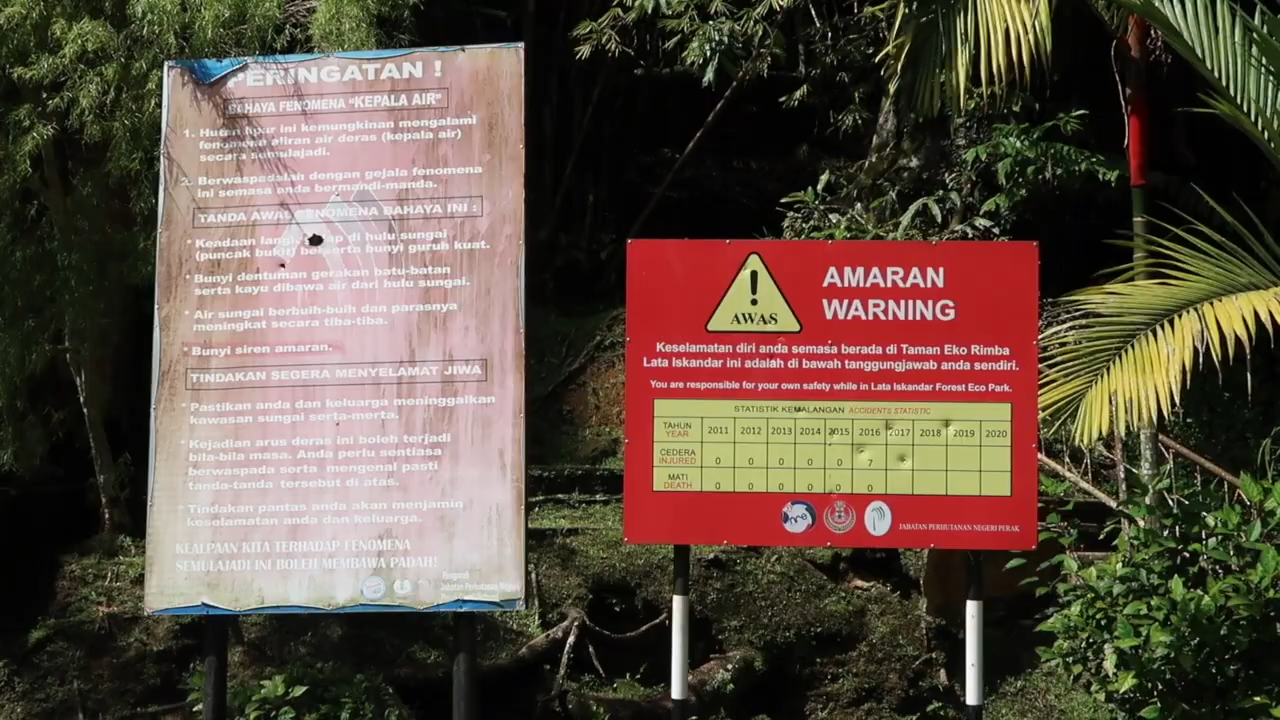 PERINGATAN !
BAHAYA FENOMENA "KEPALA AIR"
1. Hutan lipur ini kemungkinan mengalami
fenomena aliran air deras (kepala air)
secara semulajadi.
2. Berwaspadalah dengan gejala fenomena
ini semasa anda bermandi-manda.
TANDA AWAS FENOMENA BAHAYA INI :
* Keadaan langit gelap di hulu sungai
(puncak bukit) beserta bunyi guruh kuat.
* Bunyi dentuman gerakan batu-batan
serta kayu dibawa air dari hulu sungai.
* Air sungai berbuih-buih dan parasnya
meningkat secara tiba-tiba.
* Bunyi siren amaran.
TINDAKAN SEGERA MENYELAMAT JIWA
* Pastikan anda dan keluarga meninggalkan
kawasan sungai serta-merta.
* Kejadian arus deras ini boleh terjadi
bila-bila masa. Anda perlu sentiasa
berwaspada serta mengenal pasti
tanda-tanda tersebut di atas.
Tindakan pantas anda akan menjamin
keselamatan anda dan keluarga.
KEALPAAN KITA TERHADAP FENOMENA
SEMULAJADI INI BOLEH MEMBAWA PADAH!
Pengarah
Jabatan Perhutanan
AWAS
AMARAN
WARNING
Keselamatan diri anda semasa berada di Taman Eko Rimba
Lata Iskandar ini adalah di bawah tanggungjawab anda sendiri.
You are responsible for your own safety while in Lata Iskandar Forest Eco Park.
STATISTIK KEMALANGAN ACCIDENTS STATISTIC
TAHUN YEAR 2011 2012 2013 2014 2015 2016 2017 2018 2019 2020
CEDERA INJURED 0 0 0 0 0 7
MATI DEATH 0 0 0 0 0 0
JABATAN PERHUTANAN NEGERI PERAK